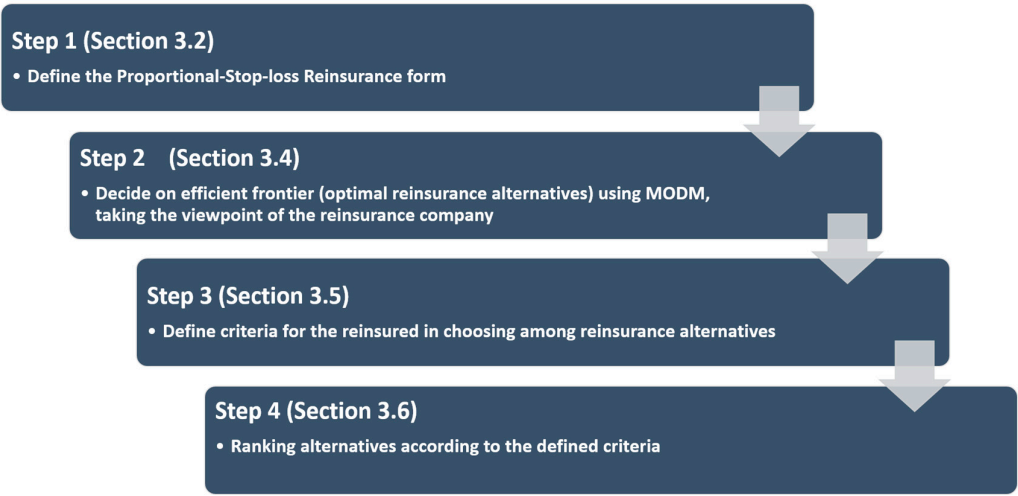 Step 1 (Section 3.2)
• Define the Proportional-Stop-loss Reinsurance form
Step 2 (Section 3.4)
• Decide on efficient frontier (optimal reinsurance alternatives) using MODM,
taking the viewpoint of the reinsurance company
Step 3 (Section 3.5)
• Define criteria for the reinsured in choosing among reinsurance alternatives
Step 4 (Section 3.6)
• Ranking alternatives according to the defined criteria